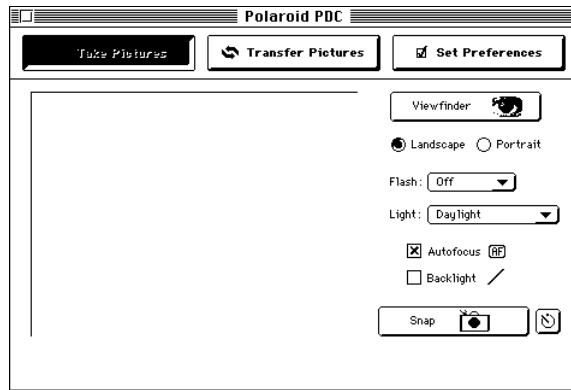 Polaroid PDC
Take Pictures Transfer Pictures Set Preferences
Viewfinder
Landscape Portrait
Flash: Off
Light: Daylight
Autofocus AF
Backlight
Snap